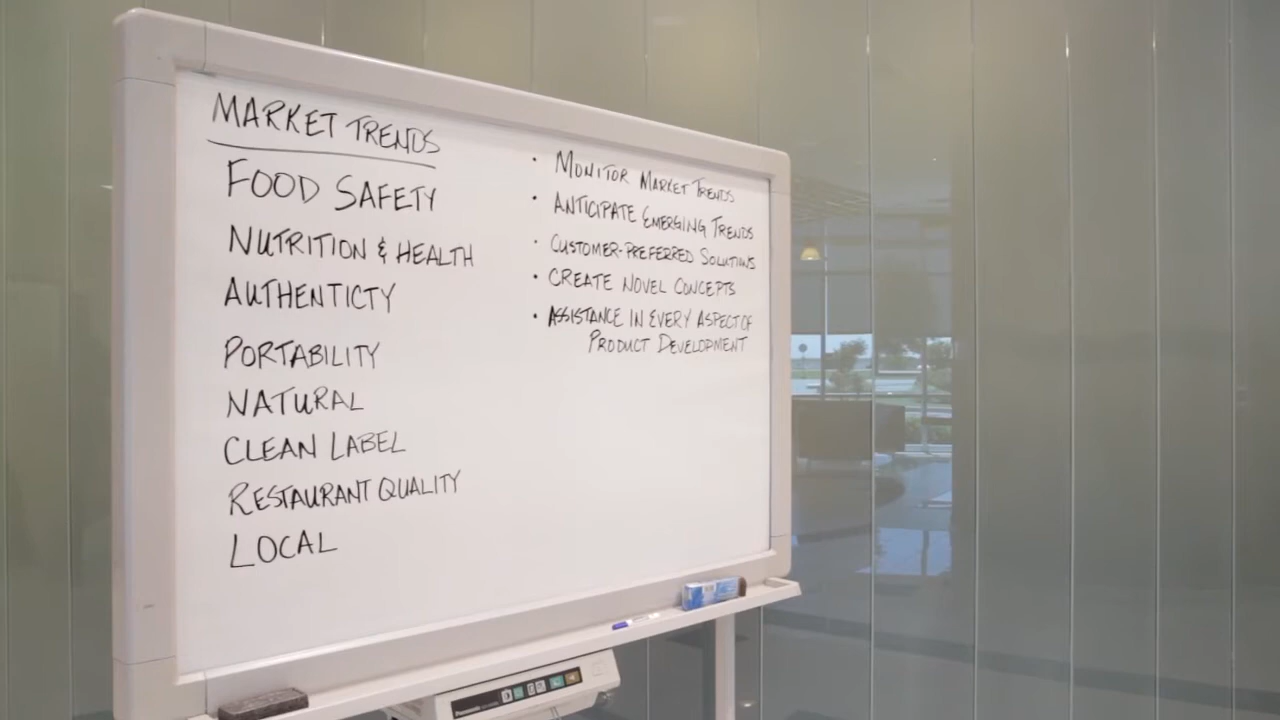 MARKET TRENDS
FOOD SAFETY
NUTRITION & HEALTH
AUTHENTICTY
PORTABILITY
NATURAL
CLEAN LABEL
RESTAURANT QUALITY
LOCAL
• MONITOR MARKET TRENDS
• ANTICIPATE EMERGING TRENDS
• CUSTOMER-PREFERRED SOLUTIONS
• CREATE NOVEL CONCEPTS
• ASSISTANCE IN EVERY ASPECT OF
PRODUCT DEVELOPMENT
Panasonic